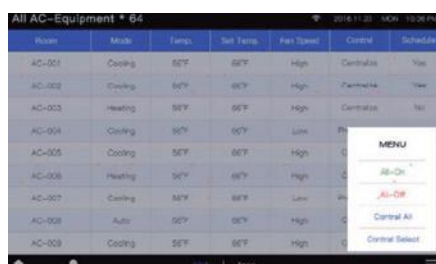 All AC-Equipment * 64 2016.11.23 MON 10:26 PM
Room Mode Temp. Set Temp. Fan Speed Control Schedule
AC-001 Cooling 56°F 66°F High Centralize Yes
AC-002 Cooling 56°F 66°F High Centralize Yes
AC-003 Heating 56°F 66°F High Centralize No
AC-004 Cooling 56°F 66°F Low
AC-005 Cooling 56°F 66°F High
AC-006 Heating 56°F 66°F High
AC-007 Cooling 56°F 66°F Low
AC-008 Auto 56°F 66°F High
AC-009 Cooling 56°F 66°F High
MENU
All-On
All-Off
Contral All
Contral Select